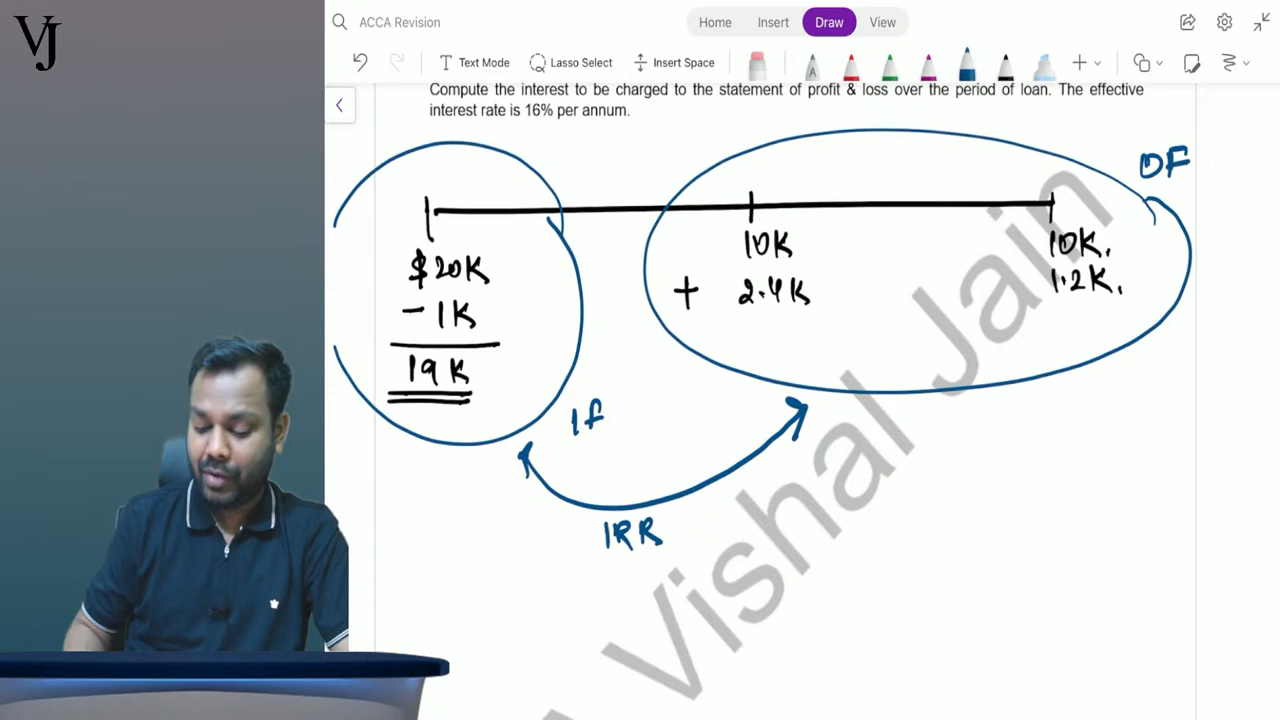 VJ
ACCA Revision
Home Insert Draw View
Text Mode Lasso Select Insert Space
Compute the interest to be charged to the statement of profit & loss over the period of loan. The effective
interest rate is 16% per annum.
OF
$20K
- 1K
19K
10K
+ 2.4K
10K.
1.2K.
If
IRR
Vishal Jain